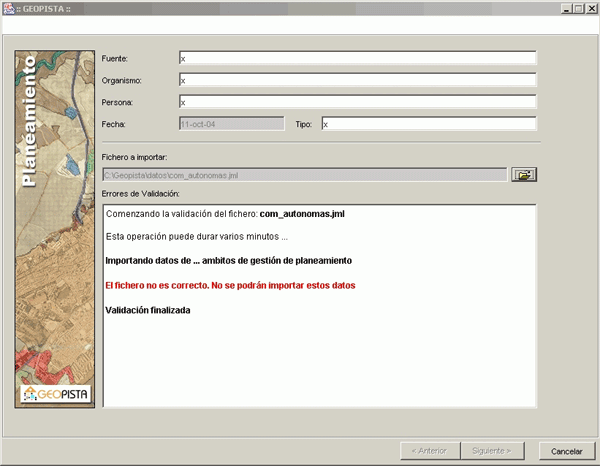 :: GEOPISTA ::
Planeamiento
GEOPISTA
Fuente: x
Organismo: x
Persona: x
Fecha: 11-oct-04 Tipo: x
Fichero a importar:
C:\Geopista\datos\com_autonomas.jml
Errores de Validación:
Comenzando la validación del fichero: com_autonomas.jml
Esta operación puede durar varios minutos ...
Importando datos de ... ambitos de gestión de planeamiento
El fichero no es correcto. No se podrán importar estos datos
Validación finalizada
< Anterior Siguiente > Cancelar